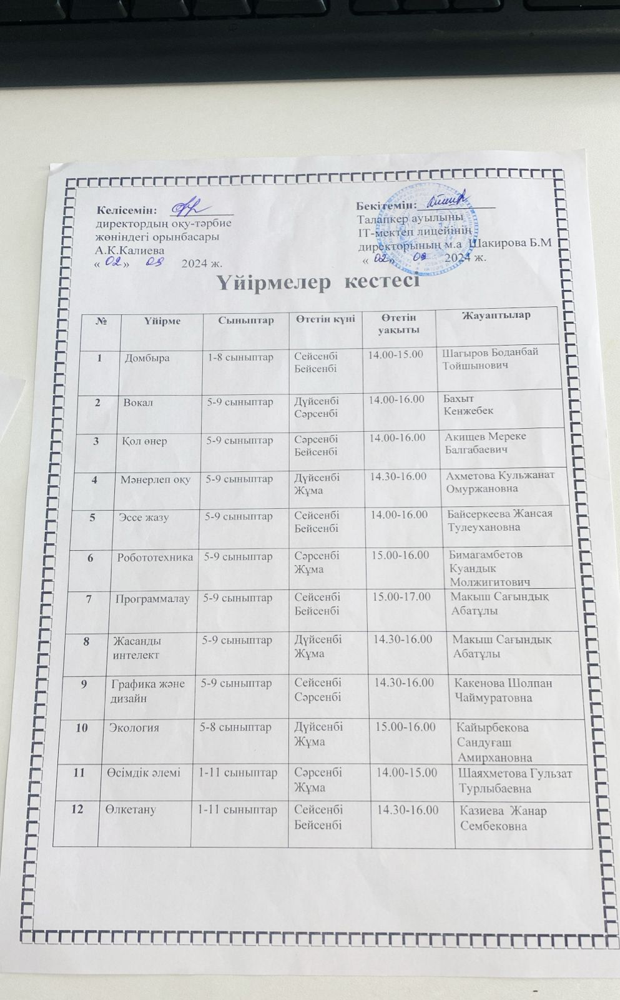 Келісемін:
директордың оқу-тәрбие
жөніндегі орынбасары
А.К.Калиева
« 02 » 09 2024 ж.
Бекітемін:
Талапкер ауылыны
ІТ-мектеп лицейінің
директорының м.а Шакирова Б.М
« 02 » 09 2024 ж.
Үйірмелер кестесі
№ Үйірме Сыныптар Өтетін күні Өтетін уақыты Жауаптылар
1 Домбыра 1-8 сыныптар Сейсенбі 14.00-15.00 Шагыров Боданбай
Бейсенбі Тойшынович
2 Вокал 5-9 сыныптар Дүйсенбі 14.00-16.00 Бахыт
Сәрсенбі Кенжебек
3 Қол өнер 5-9 сыныптар Сәрсенбі 14.00-16.00 Акищев Мереке
Бейсенбі Балгабаевич
4 Мәнерлеп оқу 5-9 сыныптар Дүйсенбі 14.30-16.00 Ахметова Кульжанат
Жұма Омуржановна
5 Эссе жазу 5-9 сыныптар Сейсенбі 14.00-16.00 Байсеркеева Жансая
Бейсенбі Тулеухановна
6 Робототехника 5-9 сыныптар Сәрсенбі 15.00-16.00 Бимагамбетов
Жұма Куандык
Молжигитович
7 Программалау 5-9 сыныптар Сейсенбі 15.00-17.00 Макыш Сағындық
Бейсенбі Абатұлы
8 Жасанды 5-9 сыныптар Дүйсенбі 14.30-16.00 Макыш Сағындық
интелект Жұма Абатұлы
9 Графика және 5-9 сыныптар Сейсенбі 14.30-16.00 Какенова Шолпан
дизайн Сәрсенбі Чаймуратовна
10 Экология 5-8 сыныптар Дүйсенбі 15.00-16.00 Кайырбекова
Жұма Сандуғаш
Амирхановна
11 Өсімдік әлемі 1-11 сыныптар Сәрсенбі 14.00-15.00 Шаяхметова Гульзат
Жұма Турлыбаевна
12 Өлкетану 1-11 сыныптар Сейсенбі 14.30-16.00 Казиева Жанар
Бейсенбі Сембековна